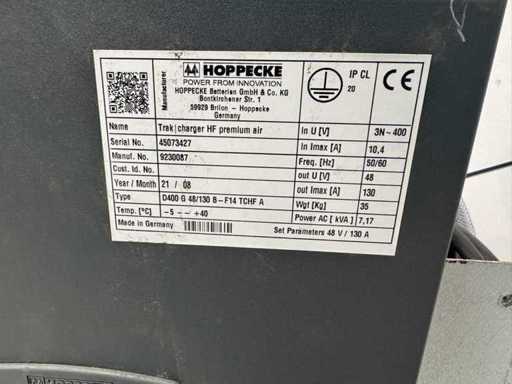 Manufacturer
HOPPECKE
POWER FROM INNOVATION
HOPPECKE Batterien GmbH & Co. KG
Bontkirchener Str. 1
59929 Brilon - Hoppecke
Germany
IP CL
20
CE
Name Trak|charger HF premium air
Serial No. 45073427
Manuf. No. 9230087
Cust. Id. No.
Year / Month 21 / 08
Type D400 G 48/130 B-F14 TCHF A
Temp. [°C] -5 --- +40
Made in Germany
In U [V] 3N~400
In Imax [A] 10,4
Freq. [Hz] 50/60
out U [V] 48
out Imax [A] 130
Wgt [Kg] 35
Power AC [ kVA ] 7,17
Set Parameters 48 V / 130 A